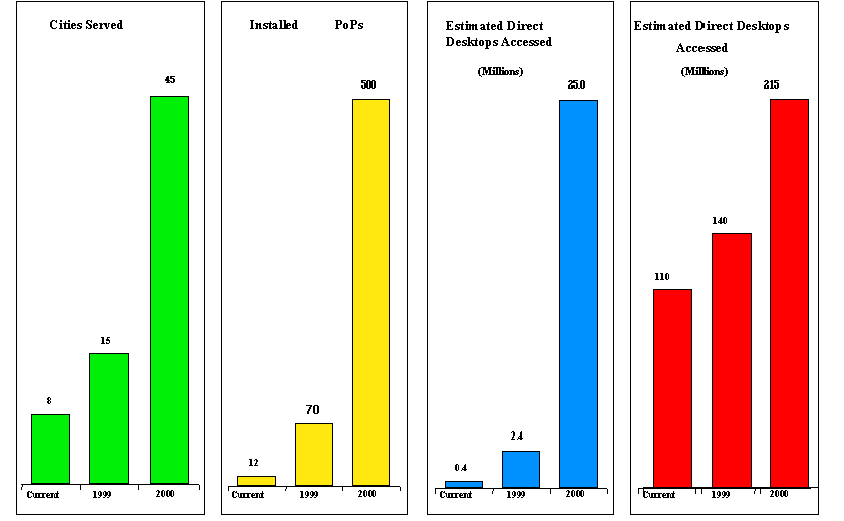 Cities Served
45
15
8
Current 1999 2000
Installed PoPs
500
70
12
Current 1999 2000
Estimated Direct
Desktops Accessed
(Millions)
25.0
2.4
0.4
Current 1999 2000
Estimated Direct Desktops
Accessed
(Millions)
215
140
110
Current 1999 2000